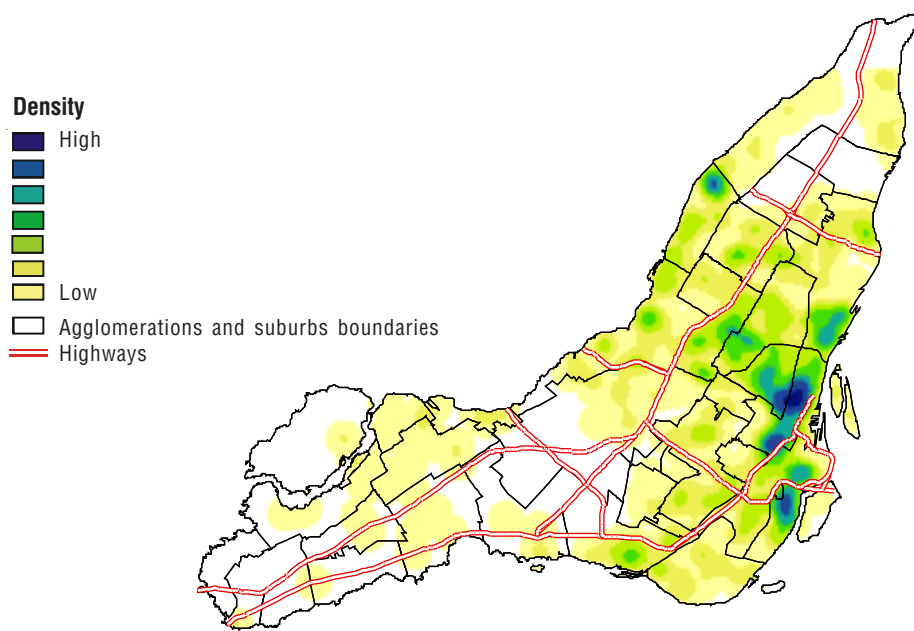 Density
High
Low
Agglomerations and suburbs boundaries
Highways